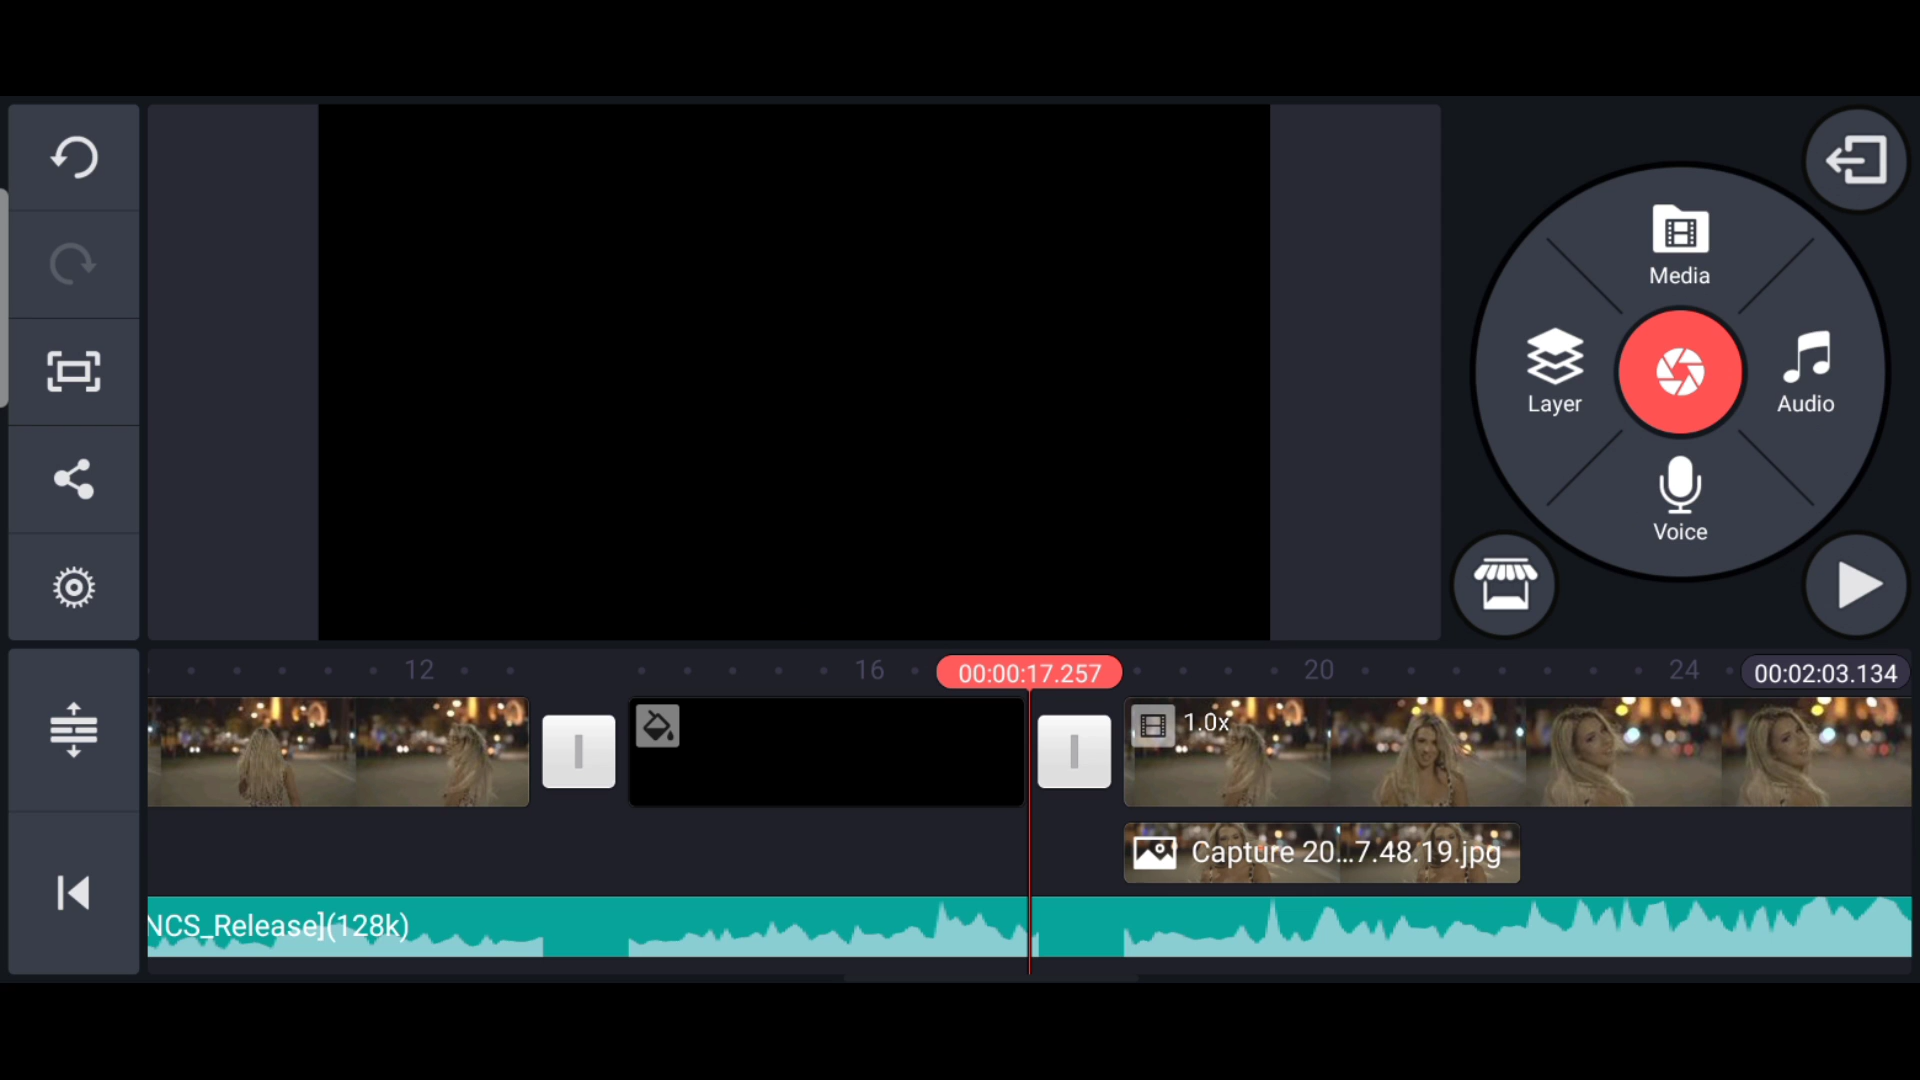 Media
Layer
Audio
Voice
12
16
00:00:17.257
20
24
00:02:03.134
1.0x
Capture 20...7.48.19.jpg
NCS_Release](128k)